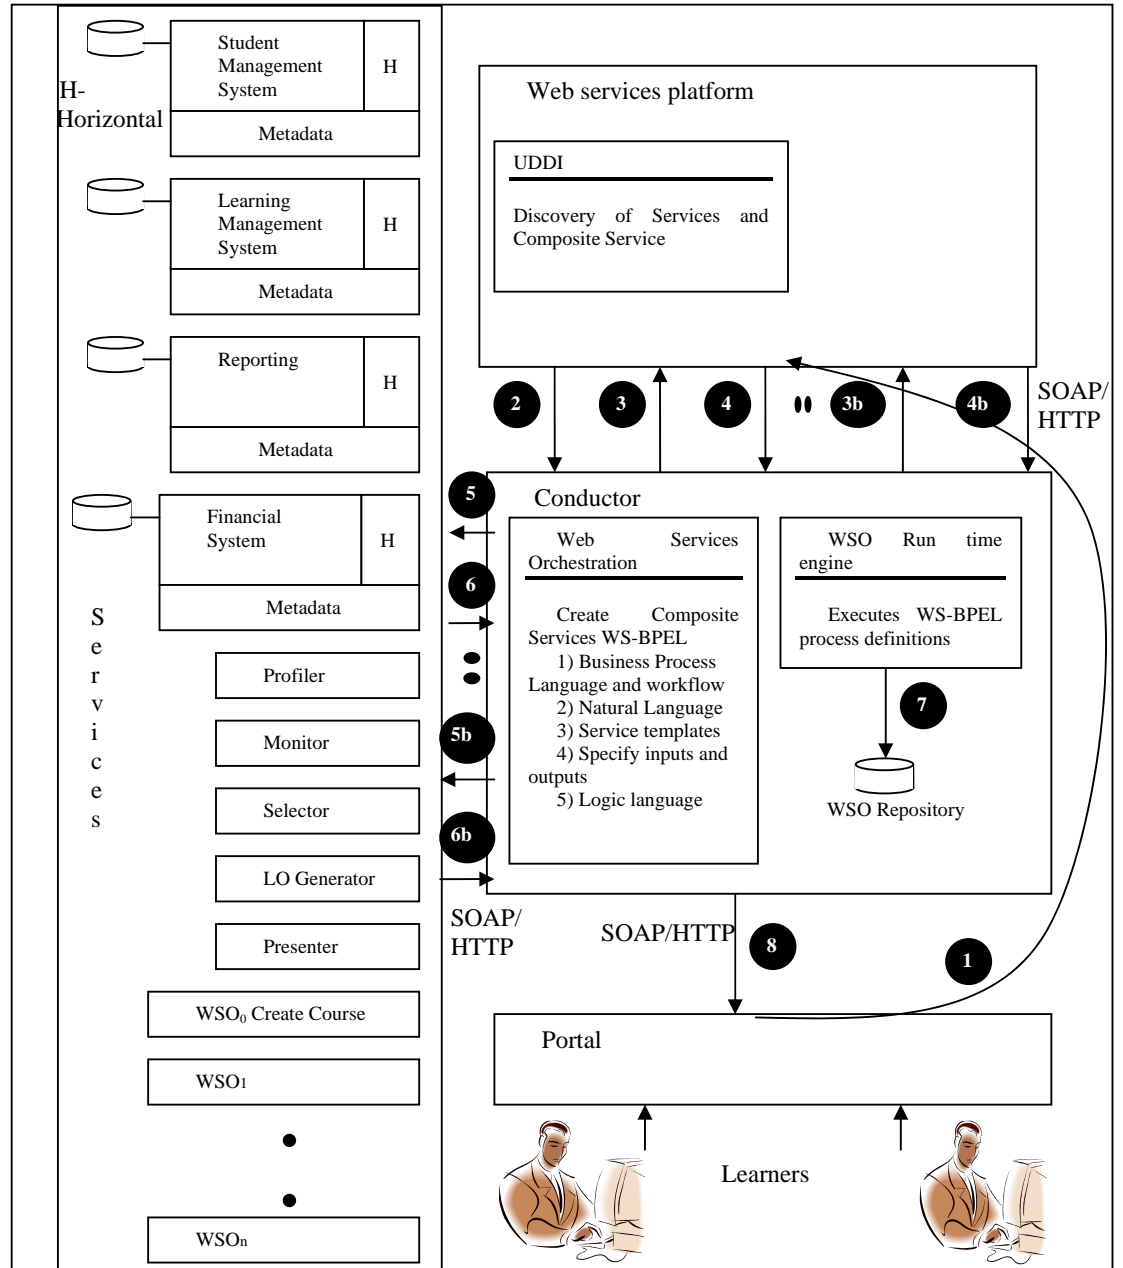 H-
Horizontal
Student
Management
System
H
Metadata
Learning
Management
System
H
Metadata
Reporting
H
Metadata
Financial
System
H
Metadata
S
e
r
v
i
c
e
s
Profiler
Monitor
Selector
LO Generator
Presenter
WSO0 Create Course
WSO1
WSOn
Web services platform
UDDI
Discovery of Services and
Composite Service
2
3
4
3b
4b
SOAP/
HTTP
5
6
5b
6b
SOAP/
HTTP
Conductor
Web Services
Orchestration
Create Composite
Services WS-BPEL
1) Business Process
Language and workflow
2) Natural Language
3) Service templates
4) Specify inputs and
outputs
5) Logic language
WSO Run time
engine
Executes WS-BPEL
process definitions
7
WSO Repository
SOAP/HTTP
8
1
Portal
Learners